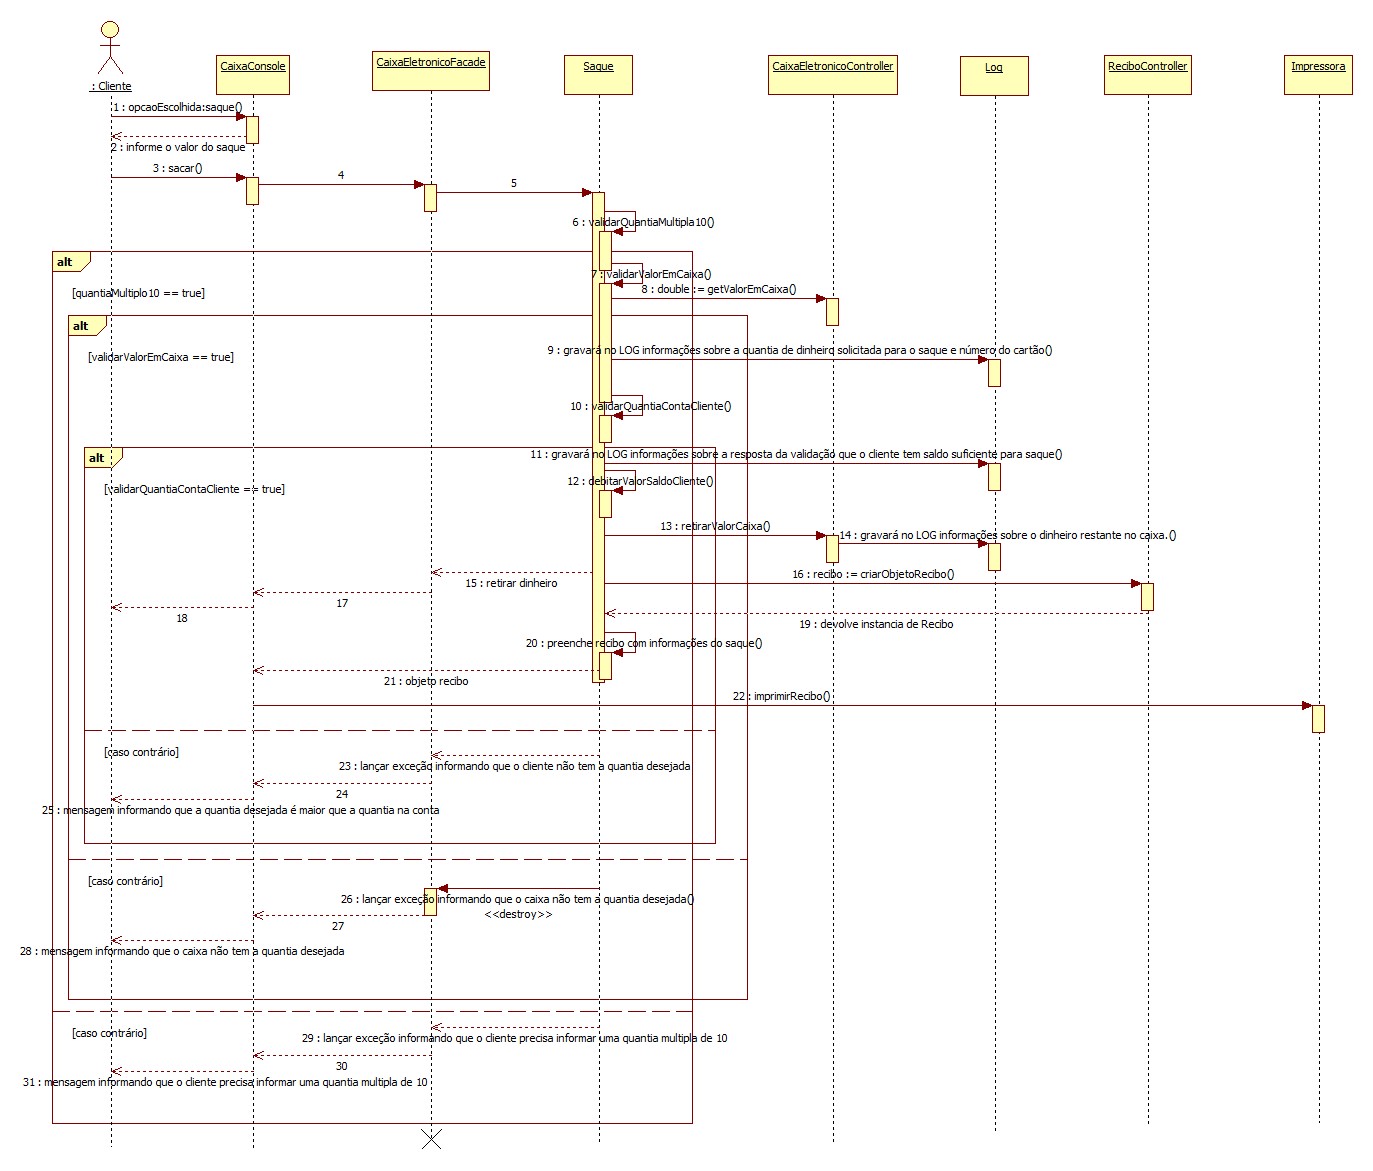 CaixaConsole
CaixaEletronicoFacade
Saque
CaixaEletronicoController
Log
ReciboController
Impressora
: Cliente
1 : opcaoEscolhida:saque()
2 : informe o valor do saque
3 : sacar()
4
5
6 : validarQuantiaMultipla10()
alt
7 : validarValorEmCaixa()
[quantiaMultiplo10 == true]
8 : double := getValorEmCaixa()
alt
[validarValorEmCaixa == true]
9 : gravará no LOG informações sobre a quantia de dinheiro solicitada para o saque e número do cartão()
10 : validarQuantiaContaCliente()
alt
11 : gravará no LOG informações sobre a resposta da validação que o cliente tem saldo suficiente para saque()
[validarQuantiaContaCliente == true]
12 : debitarValorSaldoCliente()
13 : retirarValorCaixa()
14 : gravará no LOG informações sobre o dinheiro restante no caixa.()
15 : retirar dinheiro
16 : recibo := criarObjetoRecibo()
17
18
19 : devolve instancia de Recibo
20 : preenche recibo com informações do saque()
21 : objeto recibo
22 : imprimirRecibo()
[caso contrário]
23 : lançar exceção informando que o cliente não tem a quantia desejada
24
25 : mensagem informando que a quantia desejada é maior que a quantia na conta
[caso contrário]
26 : lançar exceção informando que o caixa não tem a quantia desejada()
<<destroy>>
27
28 : mensagem informando que o caixa não tem a quantia desejada
[caso contrário]
29 : lançar exceção informando que o cliente precisa informar uma quantia multipla de 10
30
31 : mensagem informando que o cliente precisa informar uma quantia multipla de 10